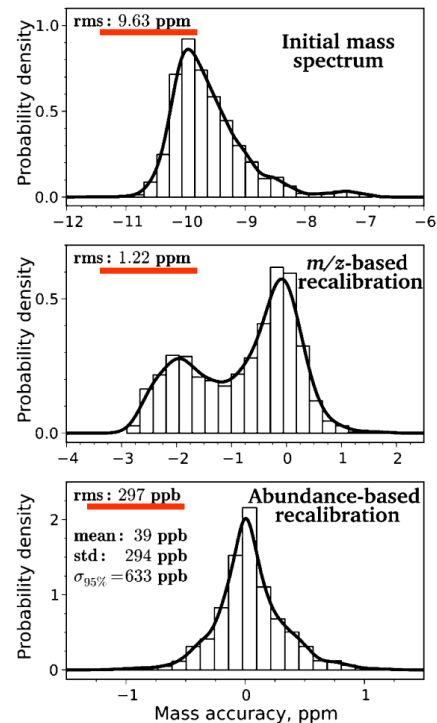 rms: 9.63 ppm
Initial mass
spectrum
Probability density
1.0
0.5
0.0
−12 −11 −10 −9 −8 −7 −6
rms: 1.22 ppm
m/z-based
recalibration
Probability density
0.5
0.0
−4 −3 −2 −1 0 1 2
rms: 297 ppb
Abundance-based
recalibration
mean: 39 ppb
std: 294 ppb
σ95% =633 ppb
Probability density
2
1
0
−1 0 1
Mass accuracy, ppm